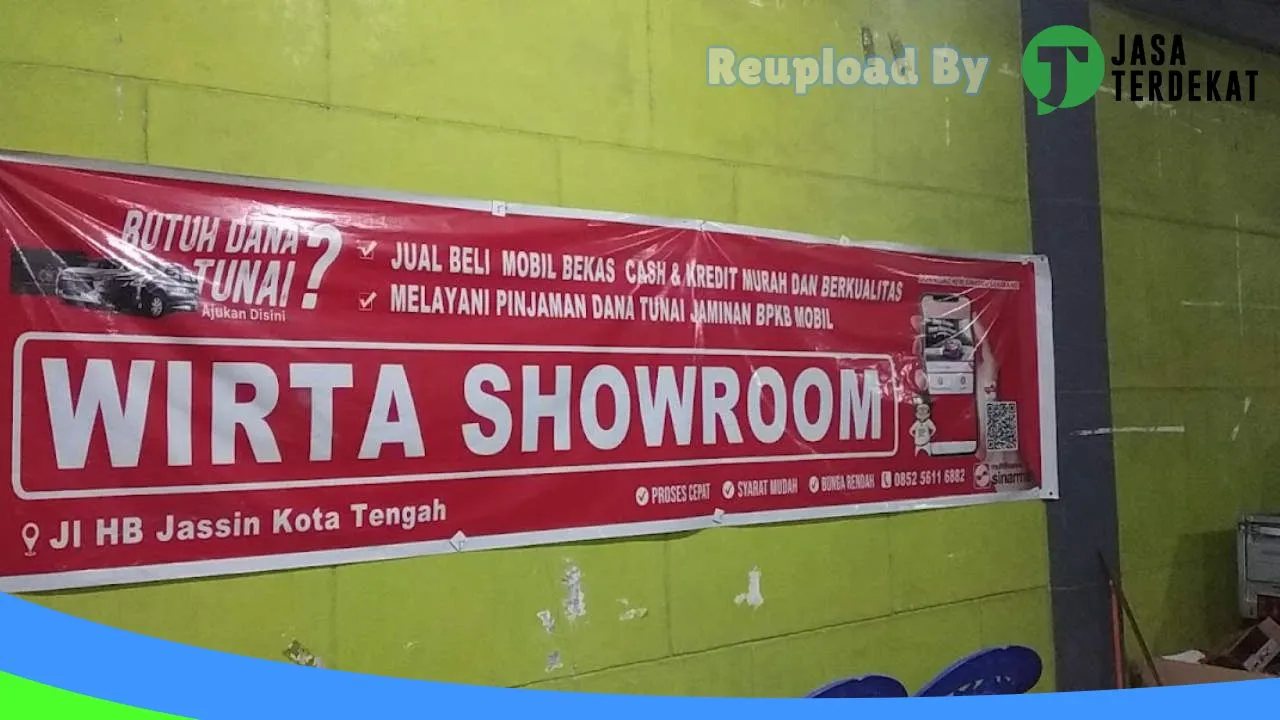 Reupload By
JASA
TERDEKAT
BUTUH DANA
TUNAI?
Ajukan Disini
JUAL BELI MOBIL BEKAS CASH & KREDIT MURAH DAN BERKUALITAS
MELAYANI PINJAMAN DANA TUNAI JAMINAN BPKB MOBIL
WIRTA SHOWROOM
Jl HB Jassin Kota Tengah
PROSES CEPAT SYARAT MUDAH BUNGA RENDAH 0852 5611 6882